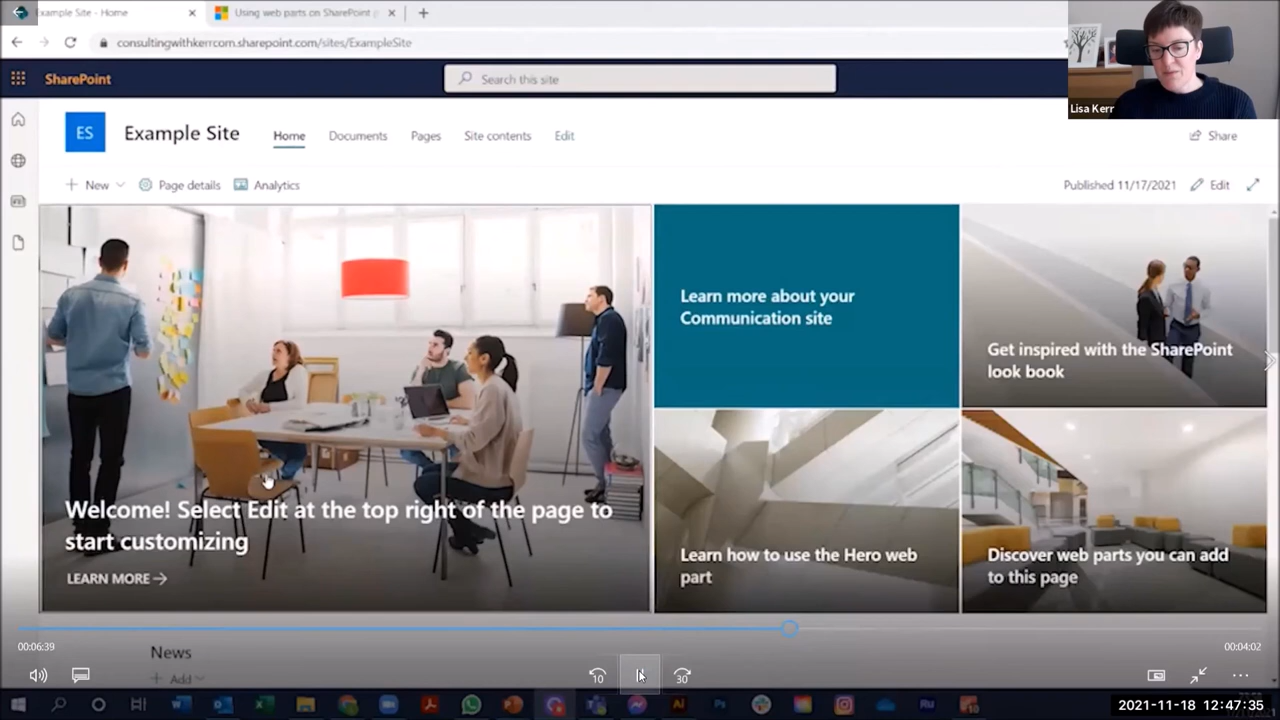 Example Site - Home
Using web parts on SharePoint
consultingwithkerrcom.sharepoint.com/sites/ExampleSite
SharePoint
Search this site
Lisa Kerr
ES
Example Site
Home
Documents
Pages
Site contents
Edit
Share
New
Page details
Analytics
Published 11/17/2021
Edit
Learn more about your
Communication site
Get inspired with the SharePoint
look book
Welcome! Select Edit at the top right of the page to
start customizing
LEARN MORE
Learn how to use the Hero web
part
Discover web parts you can add
to this page
00:06:39
00:04:02
News
Add
10
30
2021-11-18 12:47:35